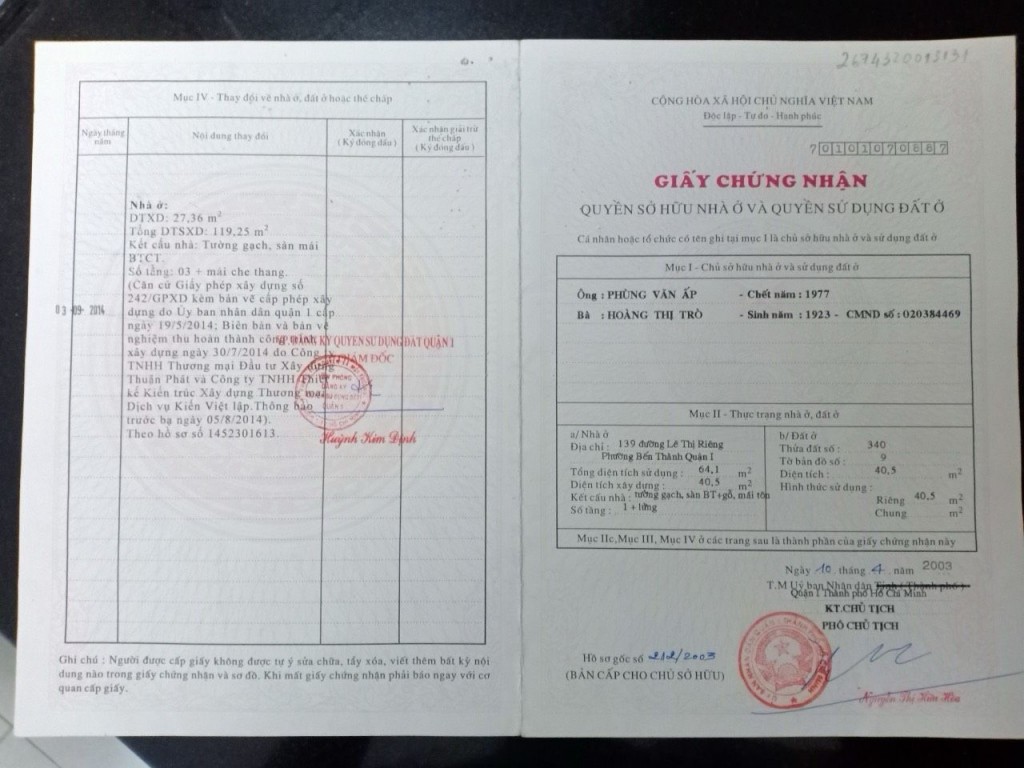 Mục IV - Thay đổi về nhà ở, đất ở hoặc thế chấp
Ngày tháng năm
Nội dung thay đổi
Xác nhận
( Ký đóng dấu )
Xác nhận giải trừ thế chấp
( Ký đóng dấu )
03-09-2014
Nhà ở:
DTXD: 27,36 m²
Tổng DTSXD: 119,25 m²
Kết cấu nhà: Tường gạch, sàn mái
BTCT.
Số tầng: 03 + mái che thang.
(Căn cứ Giấy phép xây dựng số
242/GPXD kèm bản vẽ cấp phép xây
dựng do Ủy ban nhân dân quận 1 cấp
ngày 19/5/2014; Biên bản và bản vẽ
nghiệm thu hoàn thành công trình
xây dựng ngày 30/7/2014 do Công
TNHH Thương mại Đầu tư Xây dựng
Thuận Phát và Công ty TNHH Thiết
kế Kiến trúc Xây dựng Thương mại
Dịch vụ Kiến Việt lập.Thông báo
trước bạ ngày 05/8/2014).
Theo hồ sơ số 1452301613.
ĐĂNG KÝ QUYỀN SỬ DỤNG ĐẤT QUẬN 1
GIÁM ĐỐC
Huỳnh Kim Định
Ghi chú : Người được cấp giấy không được tự ý sửa chữa, tẩy xóa, viết thêm bất kỳ nội
dung nào trong giấy chứng nhận và sơ đồ. Khi mất giấy chứng nhận phải báo ngay với cơ
quan cấp giấy.
CỘNG HÒA XÃ HỘI CHỦ NGHĨA VIỆT NAM
Độc lập - Tự do - Hạnh phúc
70101070887
GIẤY CHỨNG NHẬN
QUYỀN SỞ HỮU NHÀ Ở VÀ QUYỀN SỬ DỤNG ĐẤT Ở
Cá nhân hoặc tổ chức có tên ghi tại mục I là chủ sở hữu nhà ở và sử dụng đất ở
Mục I - Chủ sở hữu nhà ở và sử dụng đất ở
Ông : PHÙNG VĂN ẤP - Chết năm : 1977
Bà : HOÀNG THỊ TRÒ - Sinh năm : 1923 - CMND số : 020384469
Mục II - Thực trạng nhà ở, đất ở
a/ Nhà ở
Địa chỉ : 139 đường Lê Thị Riêng
Phường Bến Thành Quận I
Tổng diện tích sử dụng : 64,1 m²
Diện tích xây dựng : 40,5 m²
Kết cấu nhà : tường gạch, sàn BT+gỗ, mái tôn
Số tầng : 1 + lửng
b/ Đất ở
Thửa đất số : 340
Tờ bản đồ số : 9
Diện tích : 40,5 m²
Hình thức sử dụng :
Riêng 40,5 m²
Chung m²
Mục IIc,Mục III, Mục IV ở các trang sau là thành phần của giấy chứng nhận này
Ngày 10 tháng 4 năm 2003
T.M Uỷ ban Nhân dân Tỉnh ( Thành phố )
Quận 1 Thành phố Hồ Chí Minh
KT.CHỦ TỊCH
PHÓ CHỦ TỊCH
Hồ sơ gốc số 212/2003
(BẢN CẤP CHO CHỦ SỞ HỮU)
Nguyễn Thị Hữu Hòa